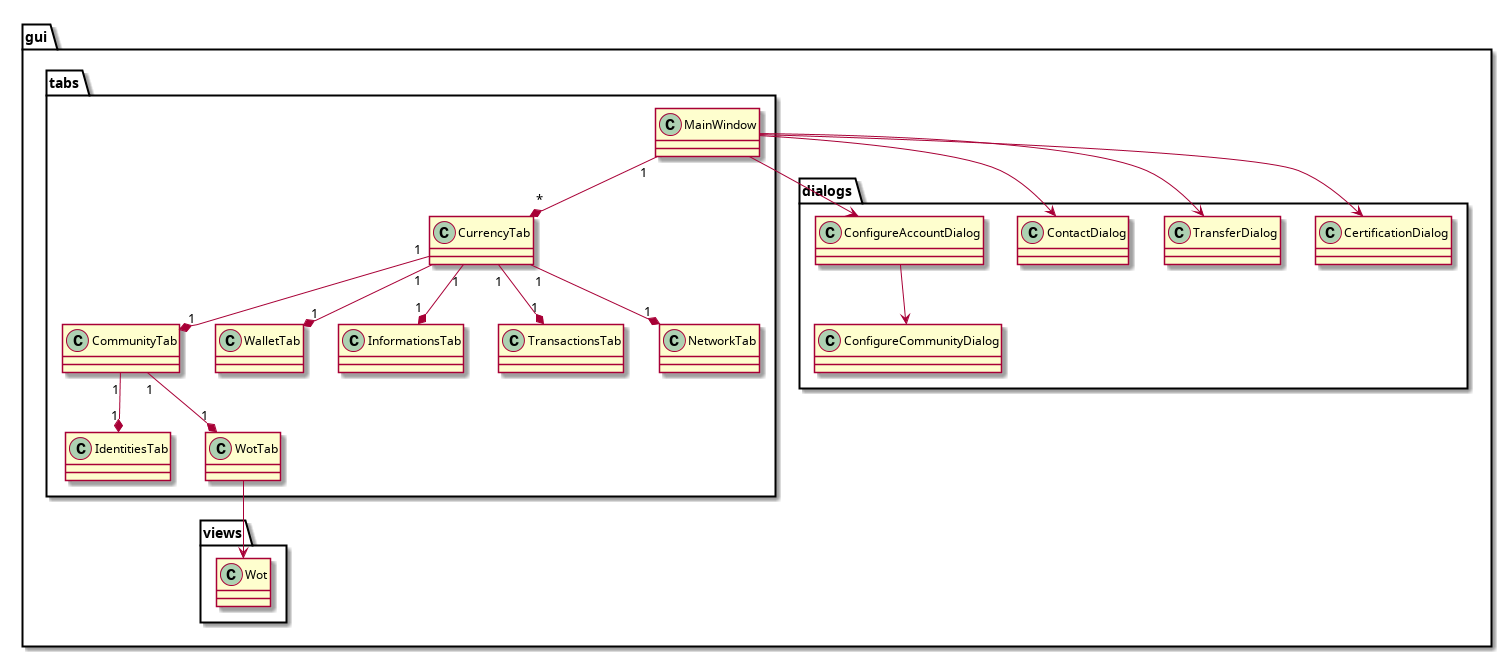 gui
tabs
C MainWindow
1
*
dialogs
C CurrencyTab
C ConfigureAccountDialog
C ContactDialog
C TransferDialog
C CertificationDialog
1
1
1
1
1
1
1
1
1
1
C CommunityTab
C WalletTab
C InformationsTab
C TransactionsTab
C NetworkTab
C ConfigureCommunityDialog
1
1
1
1
C IdentitiesTab
C WotTab
views
C Wot